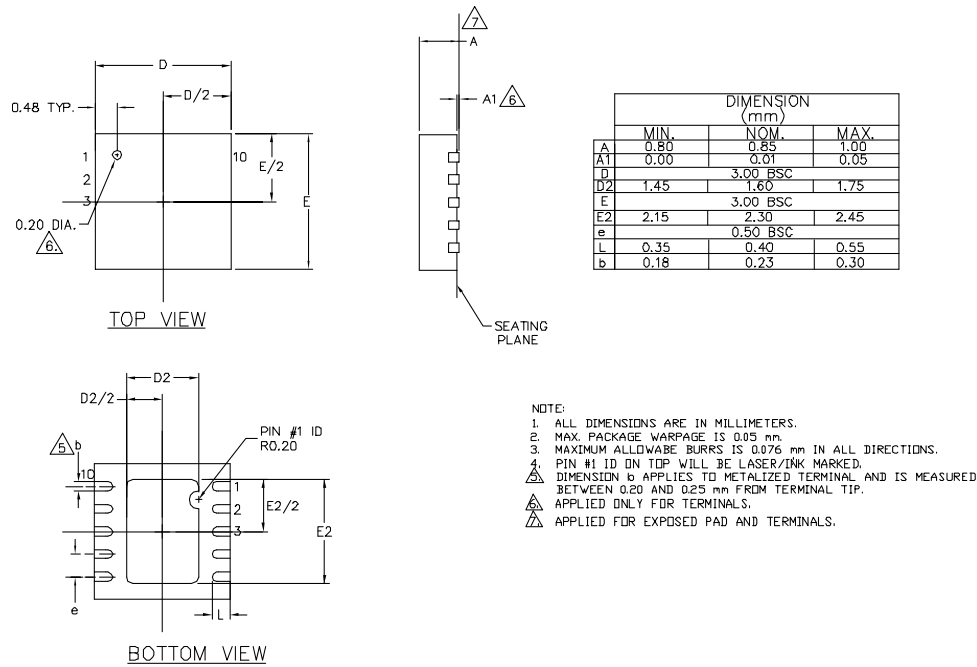 7
A
D
D/2
0.48 TYP.
A1 6
1
10
2
3
E/2
E
0.20 DIA.
6.
TOP VIEW
SEATING
PLANE
DIMENSION
(mm)
MIN. NOM. MAX.
A 0.80 0.85 1.00
A1 0.00 0.01 0.05
D 3.00 BSC
D2 1.45 1.60 1.75
E 3.00 BSC
E2 2.15 2.30 2.45
e 0.50 BSC
L 0.35 0.40 0.55
b 0.18 0.23 0.30
D2
D2/2
PIN #1 ID
R0.20
5 b
10
1
2
3
E2/2
E2
e
L
BOTTOM VIEW
NOTE:
1. ALL DIMENSIONS ARE IN MILLIMETERS.
2. MAX. PACKAGE WARPAGE IS 0.05 mm.
3. MAXIMUM ALLOWABE BURRS IS 0.076 mm IN ALL DIRECTIONS.
4. PIN #1 ID ON TOP WILL BE LASER/INK MARKED.
5. DIMENSION b APPLIES TO METALIZED TERMINAL AND IS MEASURED
BETWEEN 0.20 AND 0.25 mm FROM TERMINAL TIP.
6. APPLIED ONLY FOR TERMINALS.
7. APPLIED FOR EXPOSED PAD AND TERMINALS.